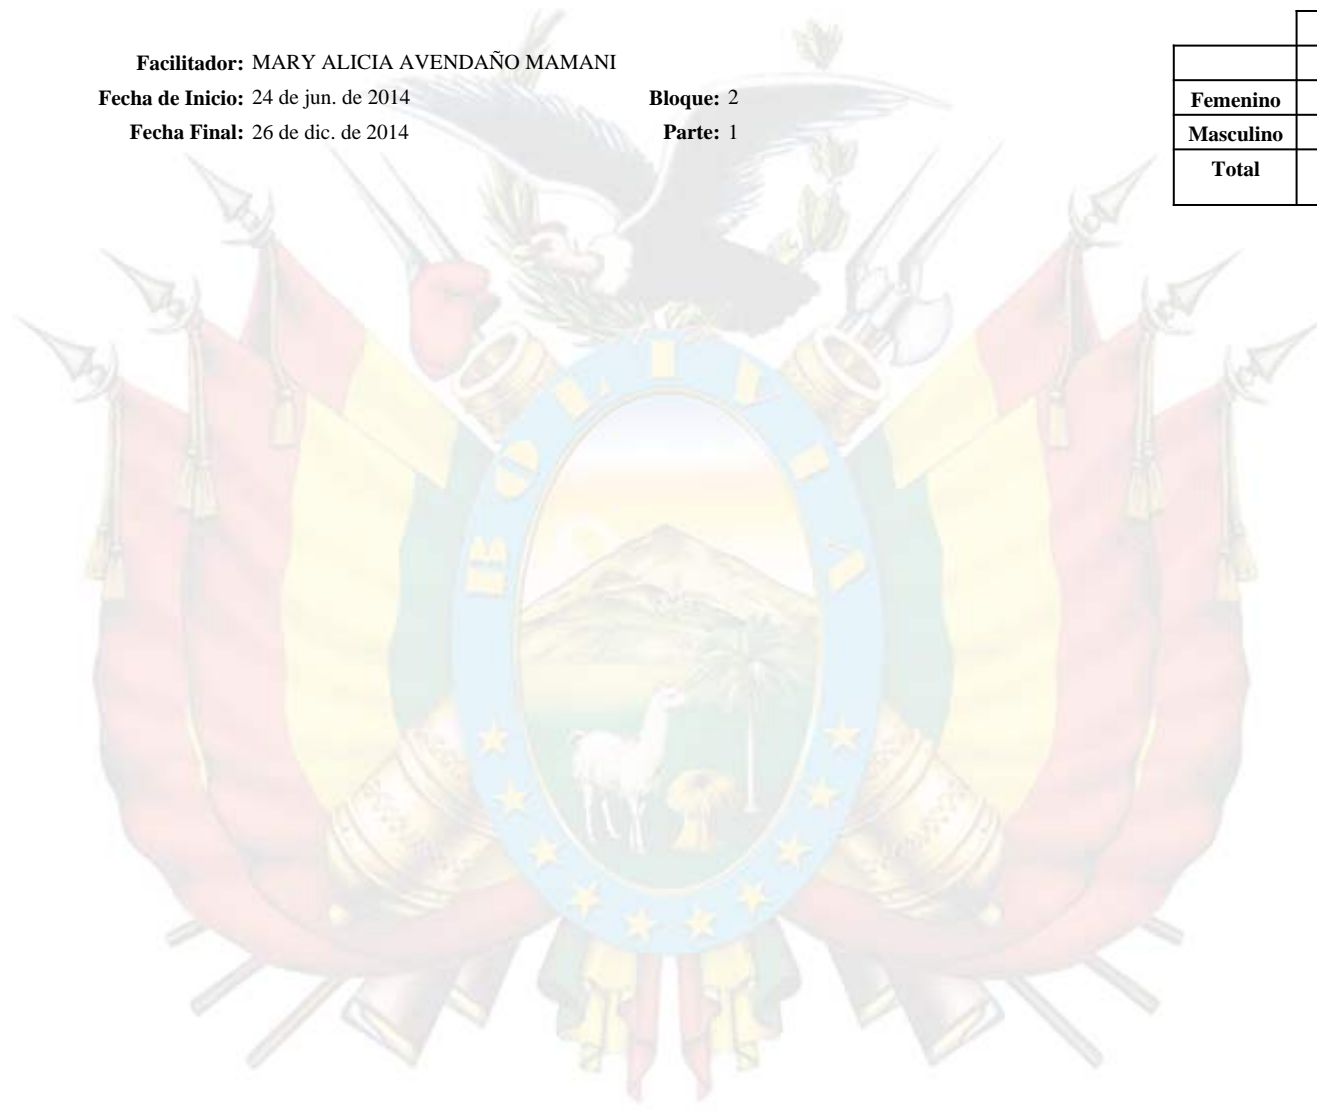 Facilitador: MARY ALICIA AVENDAÑO MAMANI
Fecha de Inicio: 24 de jun. de 2014 Bloque: 2
Fecha Final: 26 de dic. de 2014 Parte: 1
Femenino
Masculino
Total
BOLIVIA